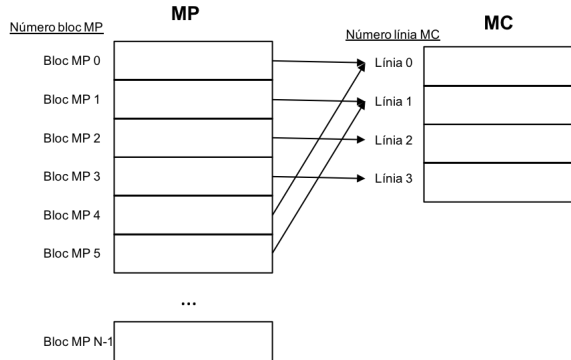 MP
Número bloc MP
Bloc MP 0
Bloc MP 1
Bloc MP 2
Bloc MP 3
Bloc MP 4
Bloc MP 5
...
Bloc MP N-1
MC
Número línia MC
Línia 0
Línia 1
Línia 2
Línia 3